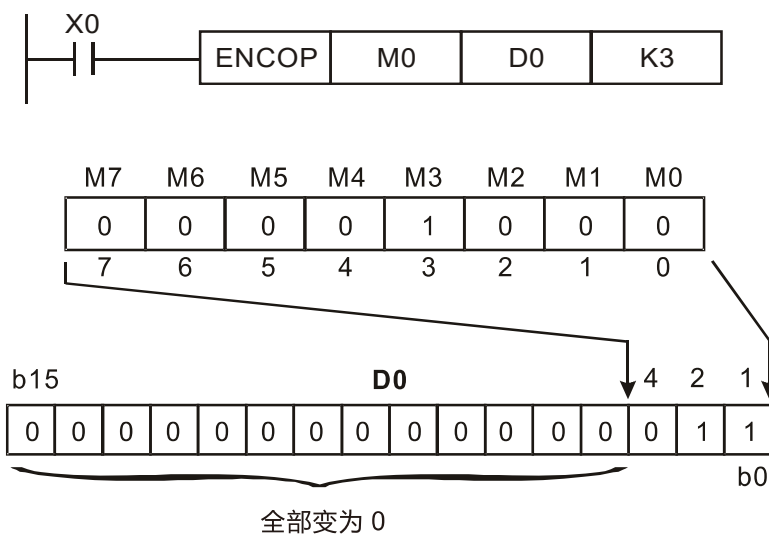 X0
ENCOP M0 D0 K3
M7 M6 M5 M4 M3 M2 M1 M0
0 0 0 0 1 0 0 0
7 6 5 4 3 2 1 0
b15 D0 4 2 1
0 0 0 0 0 0 0 0 0 0 0 0 0 0 1 1
b0
全部变为 0